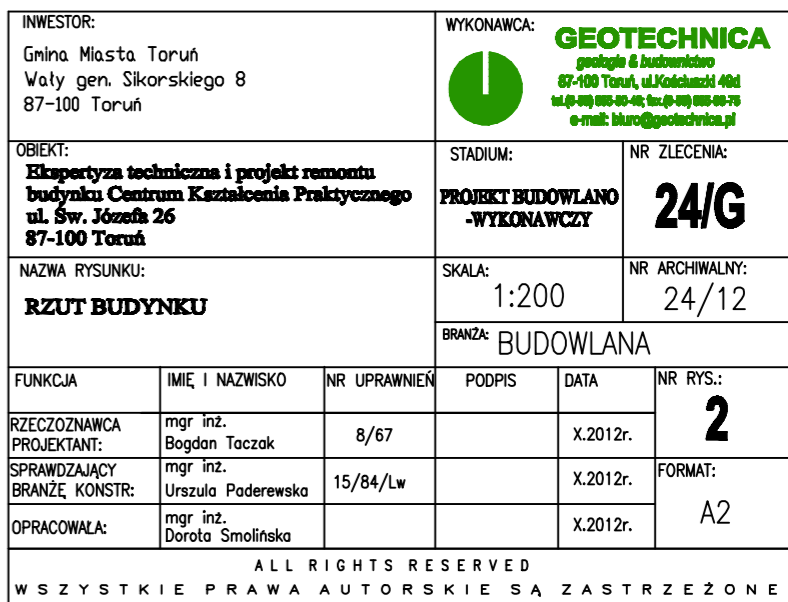 INWESTOR:
Gmina Miasta Toruń
Wały gen. Sikorskiego 8
87-100 Toruń
WYKONAWCA:
GEOTECHNICA
geologia & budownictwo
87-100 Toruń, ul.Kościuszki 49d
e-mail: biuro@geotechnica.pl
OBIEKT:
Ekspertyza techniczna i projekt remontu
budynku Centrum Kształcenia Praktycznego
ul. Św. Józefa 26
87-100 Toruń
STADIUM:
PROJEKT BUDOWLANO
-WYKONAWCZY
NR ZLECENIA:
24/G
NAZWA RYSUNKU:
RZUT BUDYNKU
SKALA:
1:200
NR ARCHIWALNY:
24/12
BRANŻA: BUDOWLANA
FUNKCJA IMIĘ I NAZWISKO NR UPRAWNIEŃ PODPIS DATA
NR RYS.:
2
RZECZOZNAWCA
PROJEKTANT:
mgr inż.
Bogdan Taczak
8/67
X.2012r.
SPRAWDZAJĄCY
BRANŻĘ KONSTR:
mgr inż.
Urszula Paderewska
15/84/Lw
X.2012r.
FORMAT:
A2
OPRACOWAŁA:
mgr inż.
Dorota Smolińska
X.2012r.
ALL RIGHTS RESERVED
WSZYSTKIE PRAWA AUTORSKIE SĄ ZASTRZEŻONE